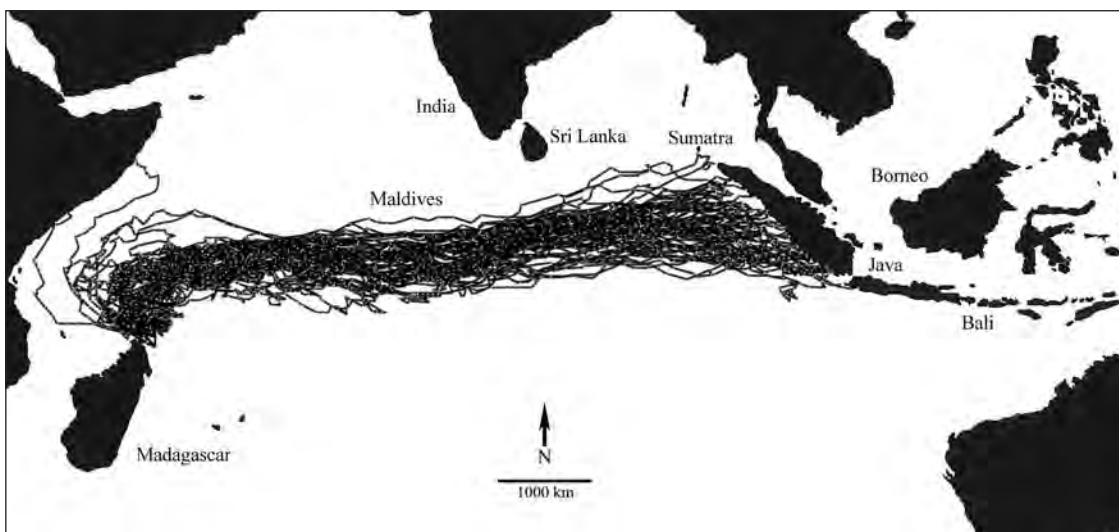 India
Sri Lanka
Sumatra
Maldives
Borneo
Java
Bali
Madagascar
N
1000 km